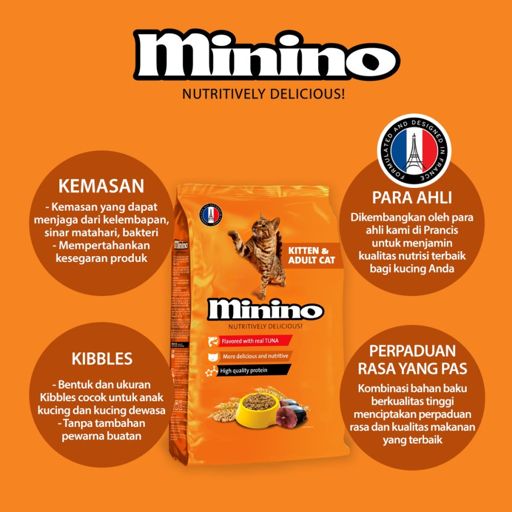 Minino
NUTRITIVELY DELICIOUS!
KEMASAN
- Kemasan yang dapat
menjaga dari kelembapan,
sinar matahari, bakteri
- Mempertahankan
kesegaran produk
FORMULATED AND DESIGNED
IN FRANCE
PARA AHLI
Dikembangkan oleh para
ahli kami di Prancis
untuk menjamin
kualitas nutrisi terbaik
bagi kucing Anda
KITTEN &
ADULT CAT
Minino
NUTRITIVELY DELICIOUS!
Flavored with real TUNA
More delicious and nutritive
High quality protein
KIBBLES
- Bentuk dan ukuran
Kibbles cocok untuk anak
kucing dan kucing dewasa
- Tanpa tambahan
pewarna buatan
PERPADUAN
RASA YANG PAS
Kombinasi bahan baku
berkualitas tinggi
menciptakan perpaduan
rasa dan kualitas makanan
yang terbaik